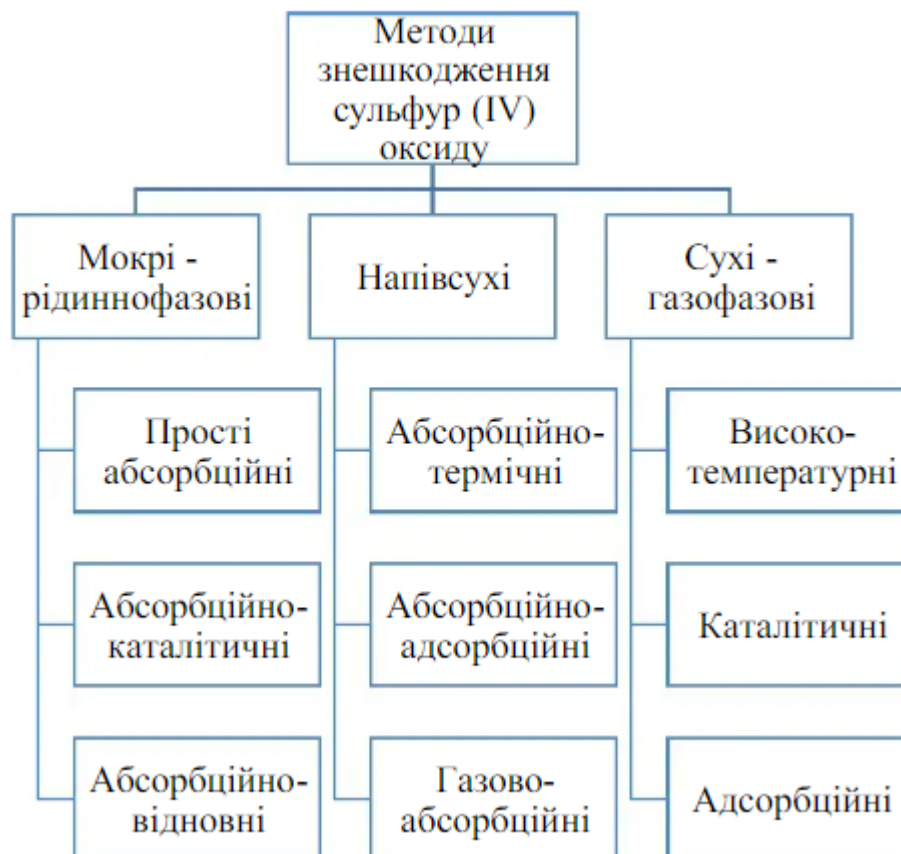 Методи
знешкодження
сульфур (IV)
оксиду
Мокрі -
рідиннофазові
Напівсухі
Сухі -
газофазові
Прості
абсорбційні
Абсорбційно-
термічні
Високо-
температурні
Абсорбційно-
каталітичні
Абсорбційно-
адсорбційні
Каталітичні
Абсорбційно-
відновні
Газово-
абсорбційні
Адсорбційні